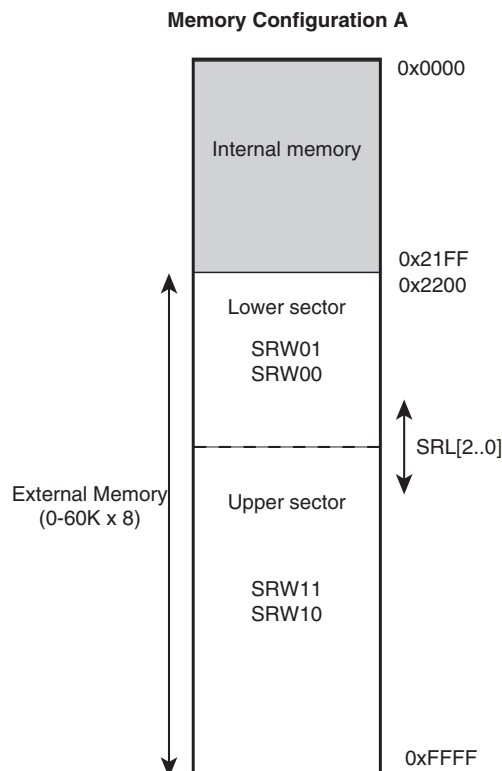 Memory Configuration A
0x0000
Internal memory
0x21FF
0x2200
Lower sector
SRW01
SRW00
SRL[2..0]
External Memory
(0-60K x 8)
Upper sector
SRW11
SRW10
0xFFFF